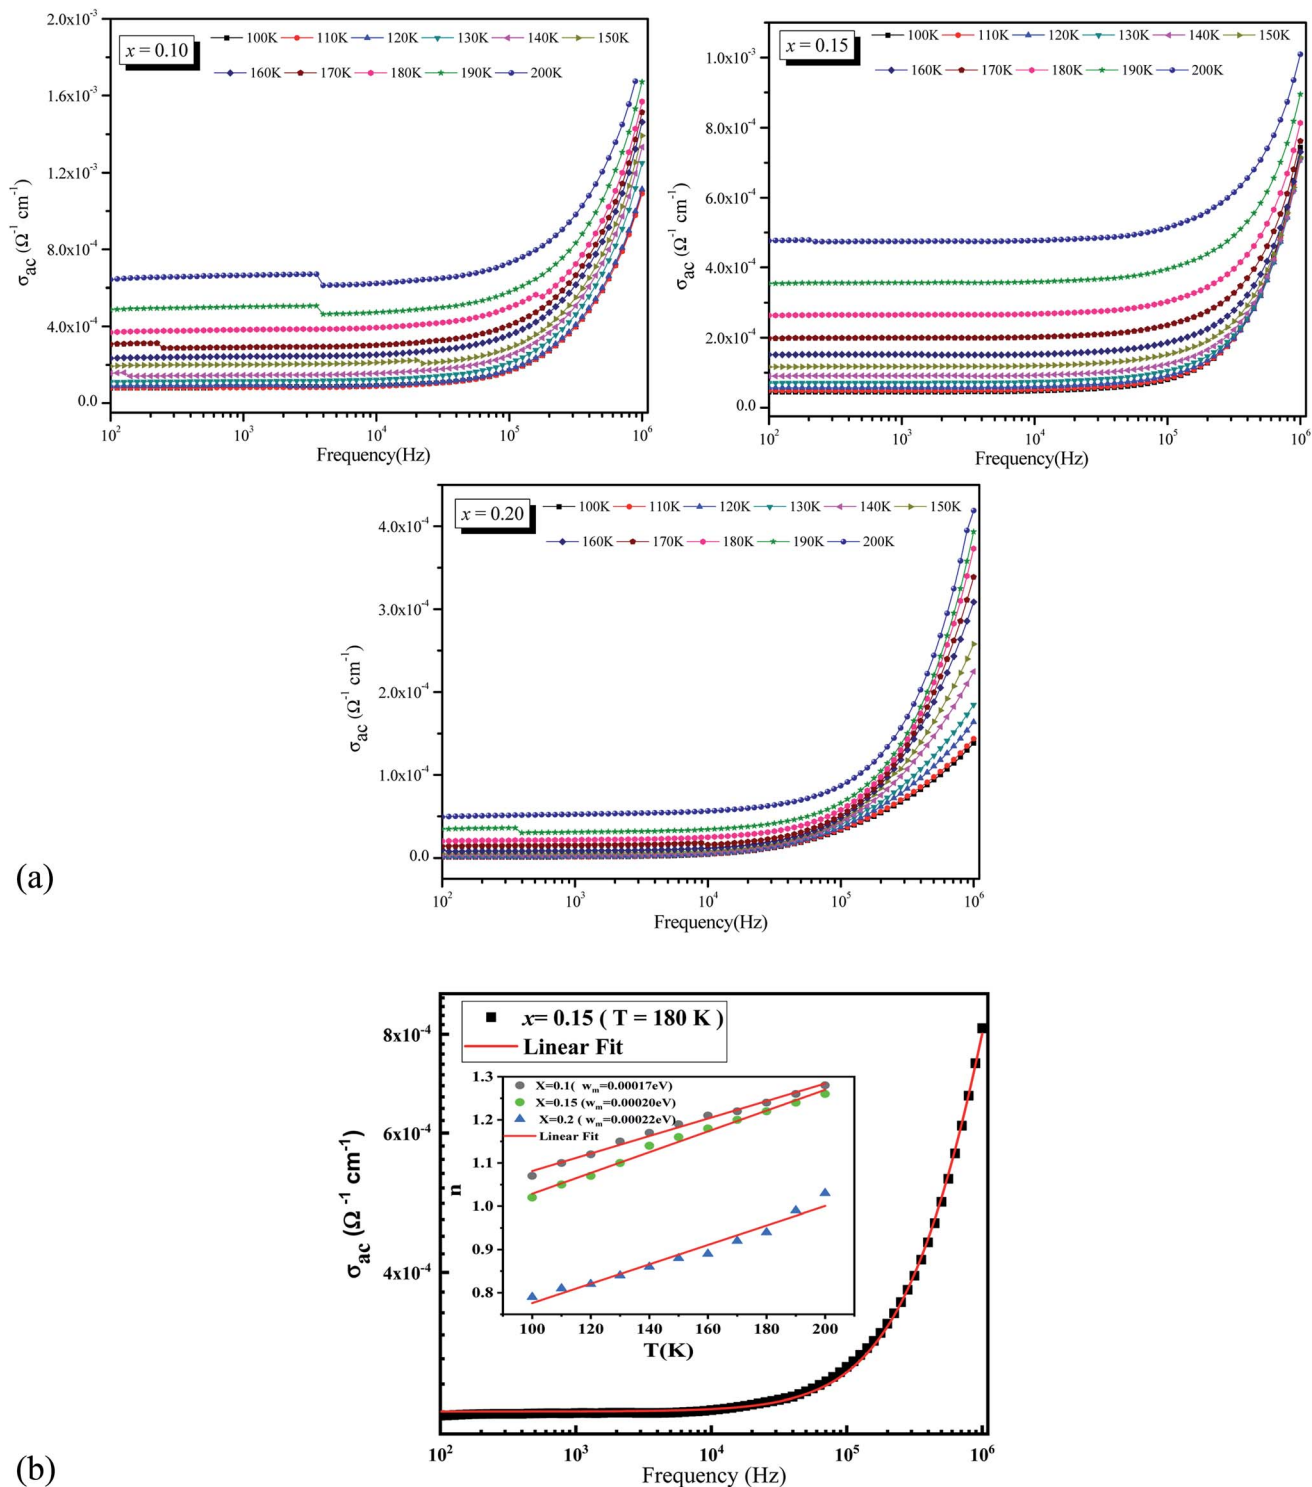 x = 0.10
100K 110K 120K 130K 140K 150K
160K 170K 180K 190K 200K
2.0x10⁻³
1.6x10⁻³
1.2x10⁻³
8.0x10⁻⁴
4.0x10⁻⁴
0.0
σac (Ω⁻¹ cm⁻¹)
10² 10³ 10⁴ 10⁵ 10⁶
Frequency(Hz)
x = 0.15
100K 110K 120K 130K 140K 150K
160K 170K 180K 190K 200K
1.0x10⁻³
8.0x10⁻⁴
6.0x10⁻⁴
4.0x10⁻⁴
2.0x10⁻⁴
0.0
σac (Ω⁻¹ cm⁻¹)
10² 10³ 10⁴ 10⁵ 10⁶
Frequency(Hz)
x = 0.20
100K 110K 120K 130K 140K 150K
160K 170K 180K 190K 200K
4.0x10⁻⁴
3.0x10⁻⁴
2.0x10⁻⁴
1.0x10⁻⁴
0.0
σac (Ω⁻¹ cm⁻¹)
10² 10³ 10⁴ 10⁵ 10⁶
Frequency(Hz)
(a)
x= 0.15 ( T = 180 K )
Linear Fit
8x10⁻⁴
6x10⁻⁴
4x10⁻⁴
σac (Ω⁻¹ cm⁻¹)
X=0.1( wm=0.00017eV)
X=0.15 (wm=0.00020eV)
X=0.2 ( wm=0.00022eV)
Linear Fit
1.3
1.2
1.1
1.0
0.9
0.8
n
100 120 140 160 180 200
T(K)
10² 10³ 10⁴ 10⁵ 10⁶
Frequency (Hz)
(b)